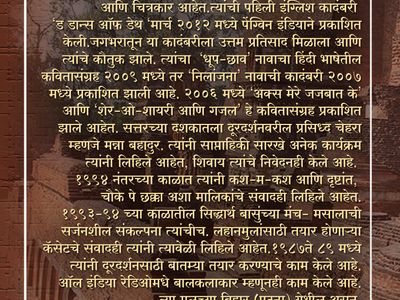 आणि चित्रकार आहेत.त्यांची पहिली इंग्लिश कादंबरी
'द डान्स ऑफ डेथ 'मार्च २०१२ मध्ये पेंग्विन इंडियाने प्रकाशित
केली.जगभरातून या कादंबरीला उत्तम प्रतिसाद मिळाला आणि
त्यांचे कौतुक झाले. त्यांचा 'धूप-छाव' नावाचा हिंदी भाषेतील
कवितासंग्रह २००९ मध्ये तर 'निलांजना' नावाची कादंबरी २००७
मध्ये प्रकाशित झाली आहे. २००६ मध्ये 'अक्स मेरे जजबात के'
आणि 'शेर-ओ-शायरी आणि गजल' हे कवितासंग्रह प्रकाशित
झाले आहेत. सत्तरच्या दशकातला दूरदर्शनवरील प्रसिध्द चेहरा
म्हणजे मन्ना बहादुर. त्यांनी साप्ताहिकी सारखे अनेक कार्यक्रम
त्यांनी लिहिले आहेत, शिवाय त्यांचे निवेदनही केले आहे.
१९९४ नंतरच्या काळात त्यांनी कश-म-कश आणि दृष्टांत,
चौके पे छक्रा अशा मालिकांचे संवादही लिहिले आहेत.
१९९३-९४ च्या काळातील सिद्धार्थ बासुंच्या मंच- मसालाची
सर्जनशील संकल्पना त्यांचीच. लहानमुलांसाठी तयार होणाऱ्या
कॅसेटचे संवादही त्यांनी त्यावेळी लिहिले आहेत.१९८७ते ८९ मध्ये
त्यांनी दूरदर्शनसाठी बातम्या तयार करण्याचे काम केले आहे.
ऑल इंडिया रेडिओमधे बालकलाकार म्हणूनही काम केले आहे.